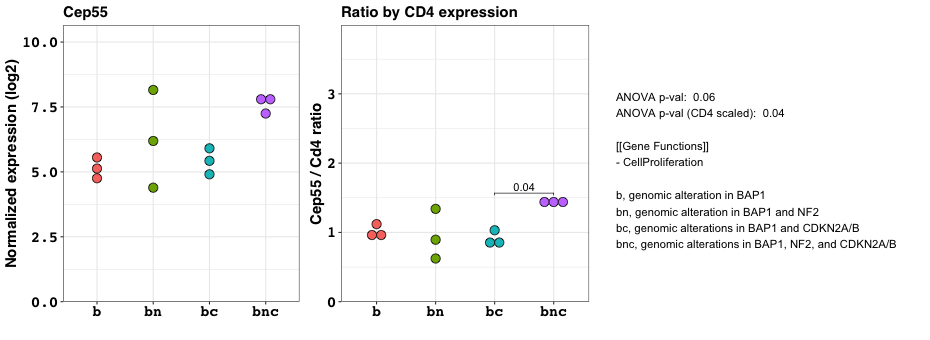 Cep55
Normalized expression (log2)
10.0
7.5
5.0
2.5
0.0
b bn bc bnc
Ratio by CD4 expression
Cep55 / Cd4 ratio
3
2
1
0
0.04
b bn bc bnc
ANOVA p-val: 0.06
ANOVA p-val (CD4 scaled): 0.04
[[Gene Functions]]
- CellProliferation
b, genomic alteration in BAP1
bn, genomic alteration in BAP1 and NF2
bc, genomic alterations in BAP1 and CDKN2A/B
bnc, genomic alterations in BAP1, NF2, and CDKN2A/B